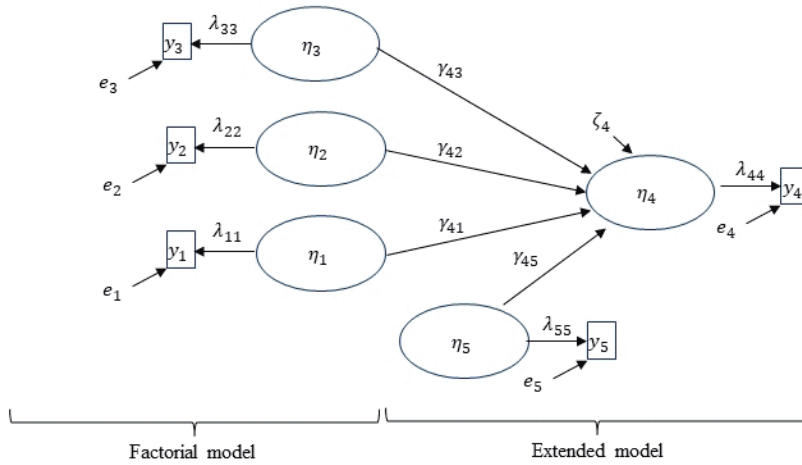 λ₃₃
y₃
η₃
e₃
γ₄₃
ζ₄
λ₂₂
y₂
η₂
γ₄₂
e₂
η₄
λ₄₄
y₄
e₄
λ₁₁
y₁
η₁
γ₄₁
e₁
γ₄₅
η₅
λ₅₅
y₅
e₅
Factorial model
Extended model